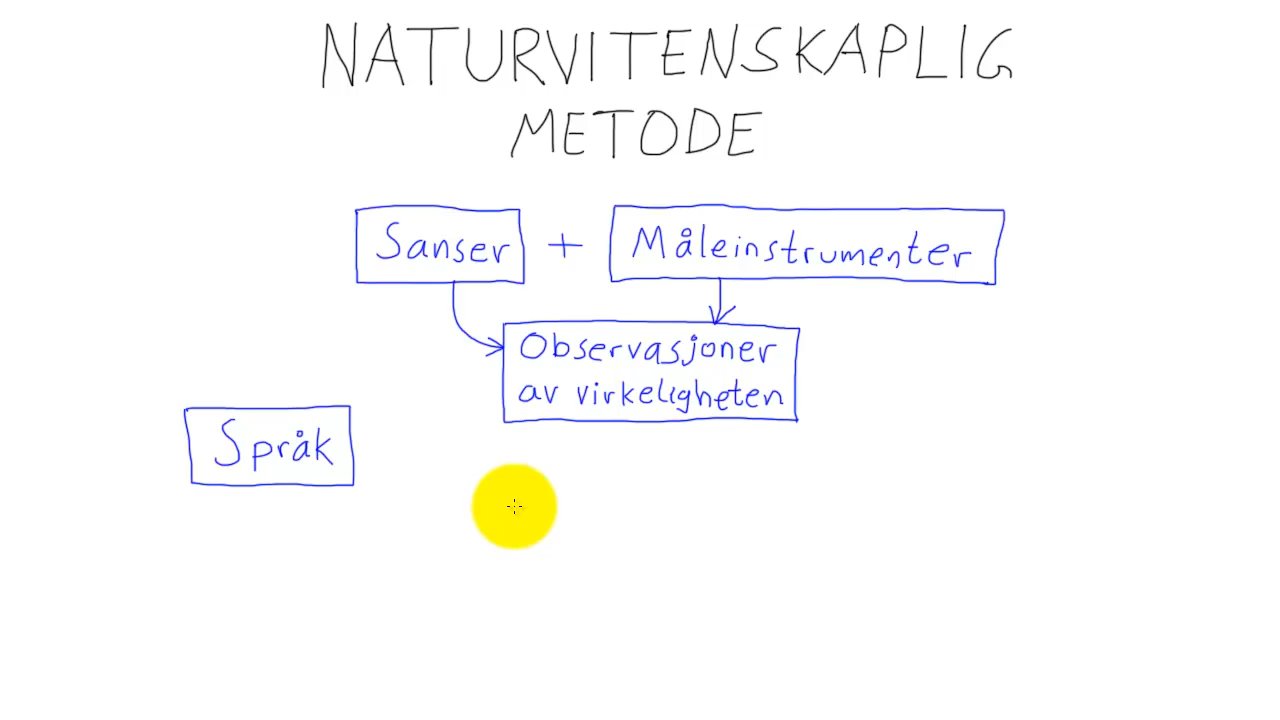 NATURVITENSKAPLIG
METODE
Sanser + Måleinstrumenter
Observasjoner
av virkeligheten
Språk